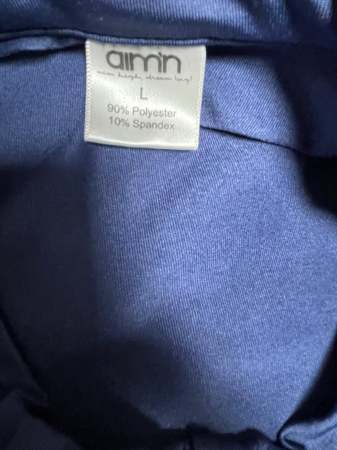 aim'n
aim high, dream big!
L
90% Polyester
10% Spandex